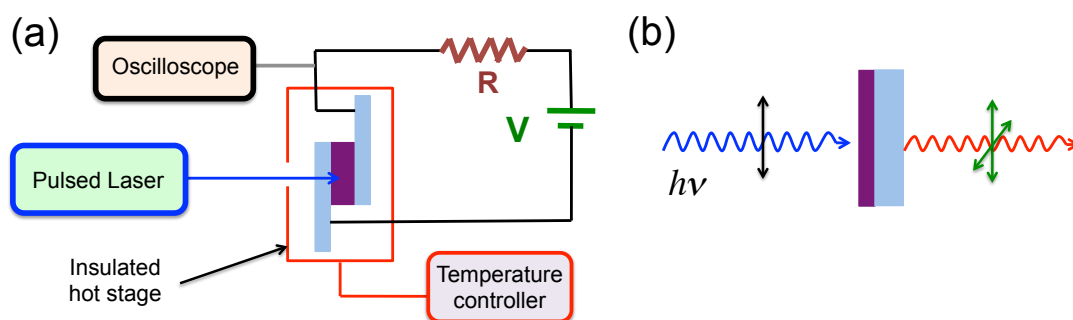 (a)
Oscilloscope
R
V
Pulsed Laser
Insulated
hot stage
Temperature
controller
(b)
hν